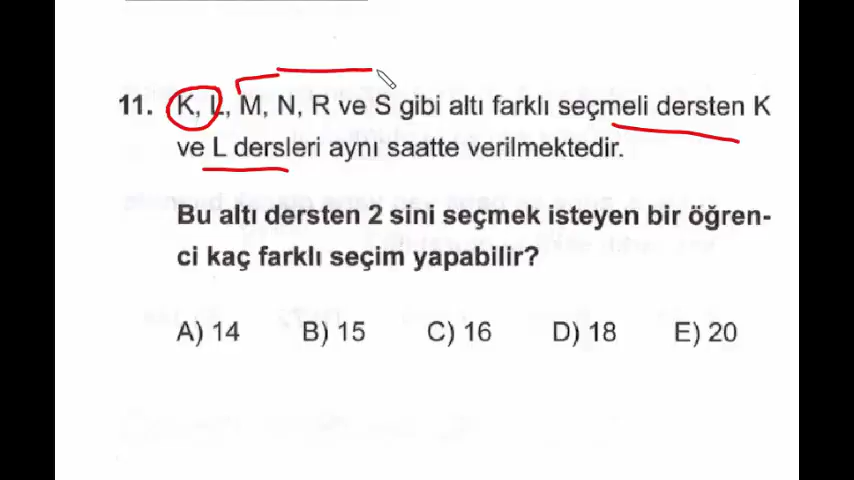 11. K, L, M, N, R ve S gibi altı farklı seçmeli dersten K
ve L dersleri aynı saatte verilmektedir.
Bu altı dersten 2 sini seçmek isteyen bir öğren-
ci kaç farklı seçim yapabilir?
A) 14 B) 15 C) 16 D) 18 E) 20